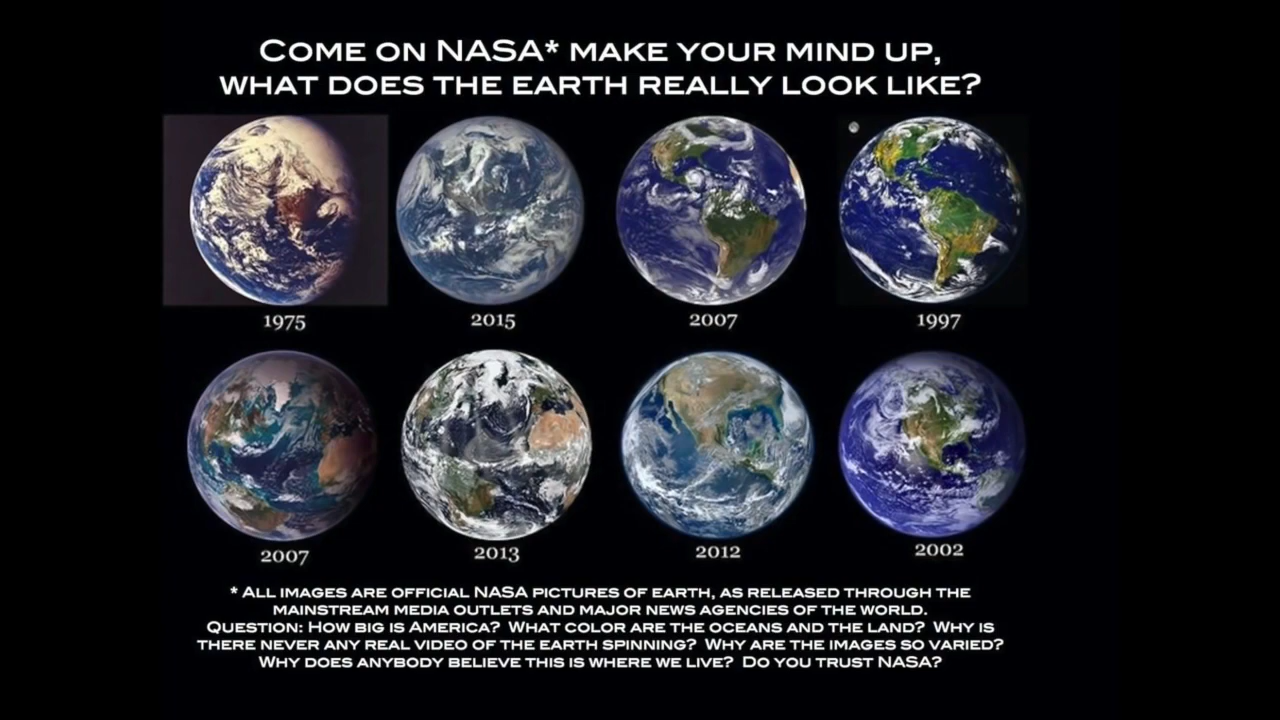 COME ON NASA* MAKE YOUR MIND UP,
WHAT DOES THE EARTH REALLY LOOK LIKE?
1975
2015
2007
1997
2007
2013
2012
2002
* ALL IMAGES ARE OFFICIAL NASA PICTURES OF EARTH, AS RELEASED THROUGH THE
MAINSTREAM MEDIA OUTLETS AND MAJOR NEWS AGENCIES OF THE WORLD.
QUESTION: HOW BIG IS AMERICA? WHAT COLOR ARE THE OCEANS AND THE LAND? WHY IS
THERE NEVER ANY REAL VIDEO OF THE EARTH SPINNING? WHY ARE THE IMAGES SO VARIED?
WHY DOES ANYBODY BELIEVE THIS IS WHERE WE LIVE? DO YOU TRUST NASA?